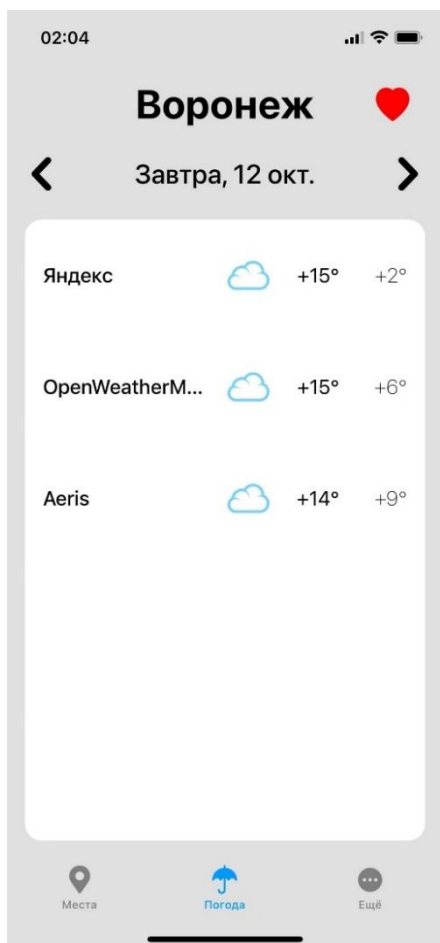 02:04
Воронеж
Завтра, 12 окт.
Яндекс +15° +2°
OpenWeatherM... +15° +6°
Aeris +14° +9°
Места Погода Ещё